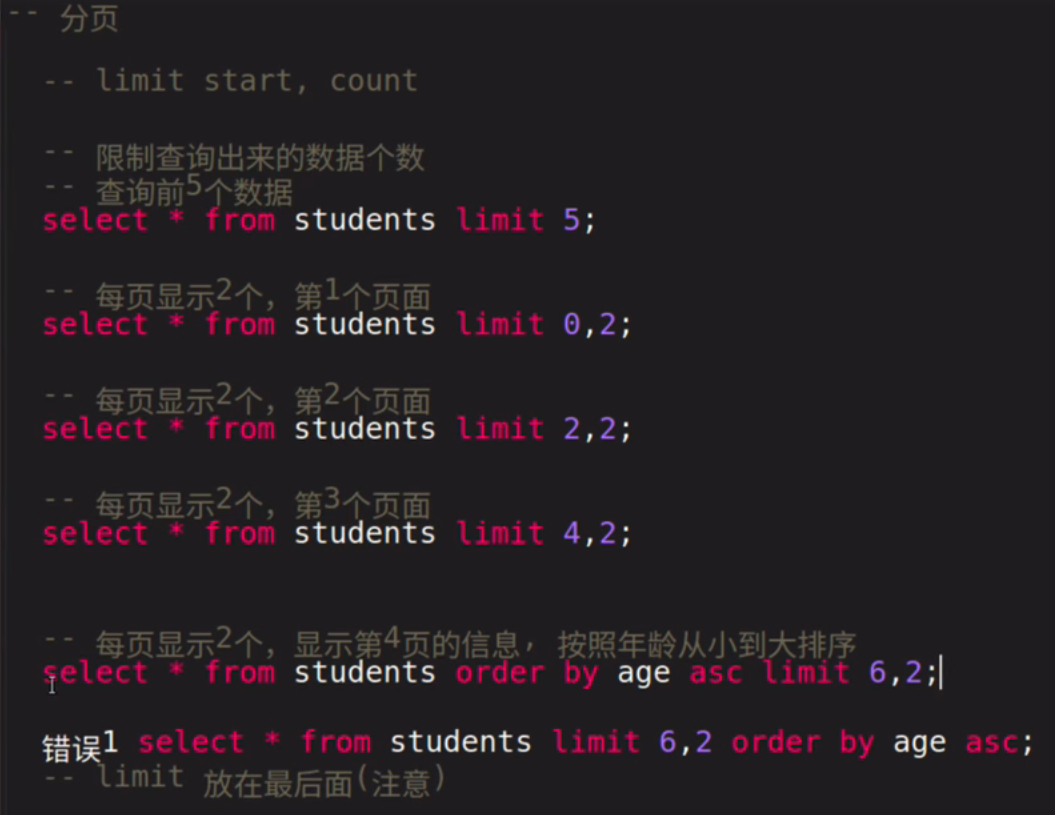 -- 分页
-- limit start, count
-- 限制查询出来的数据个数
-- 查询前5个数据
select * from students limit 5;
-- 每页显示2个，第1个页面
select * from students limit 0,2;
-- 每页显示2个，第2个页面
select * from students limit 2,2;
-- 每页显示2个，第3个页面
select * from students limit 4,2;
-- 每页显示2个，显示第4页的信息，按照年龄从小到大排序
select * from students order by age asc limit 6,2;
错误1 select * from students limit 6,2 order by age asc;
-- limit 放在最后面(注意)